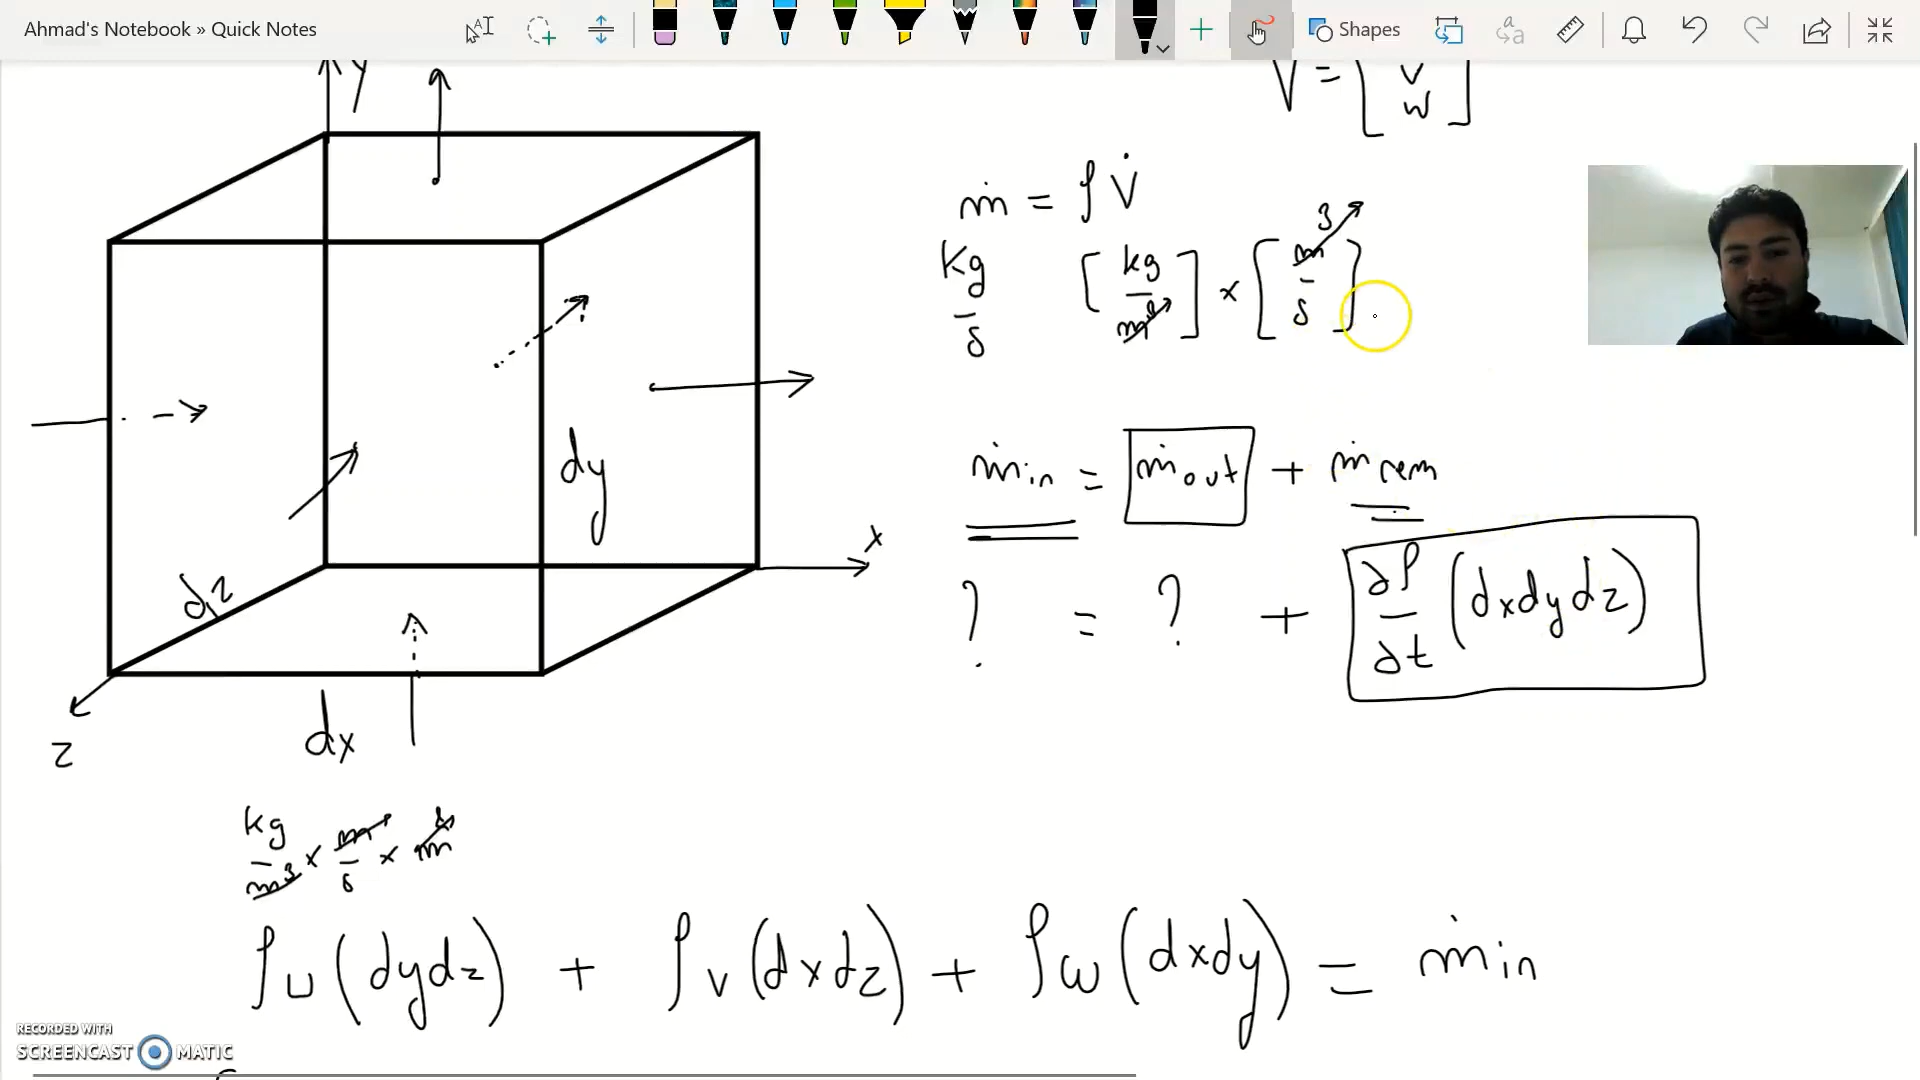 Ahmad's Notebook » Quick Notes
Shapes
y
V = [ v
w ]
ṁ = ρ V̇
kg/s [ kg/m³ ] × [ m³/s ]
dy
ṁin = ṁout + ṁrem
x
? = ? + ∂ρ/∂t (dxdydz)
dz
dx
z
kg/m³ × m/s × m²
ρu(dydz) + ρv(dxdz) + ρw(dxdy) = ṁin
RECORDED WITH
SCREENCAST MATIC